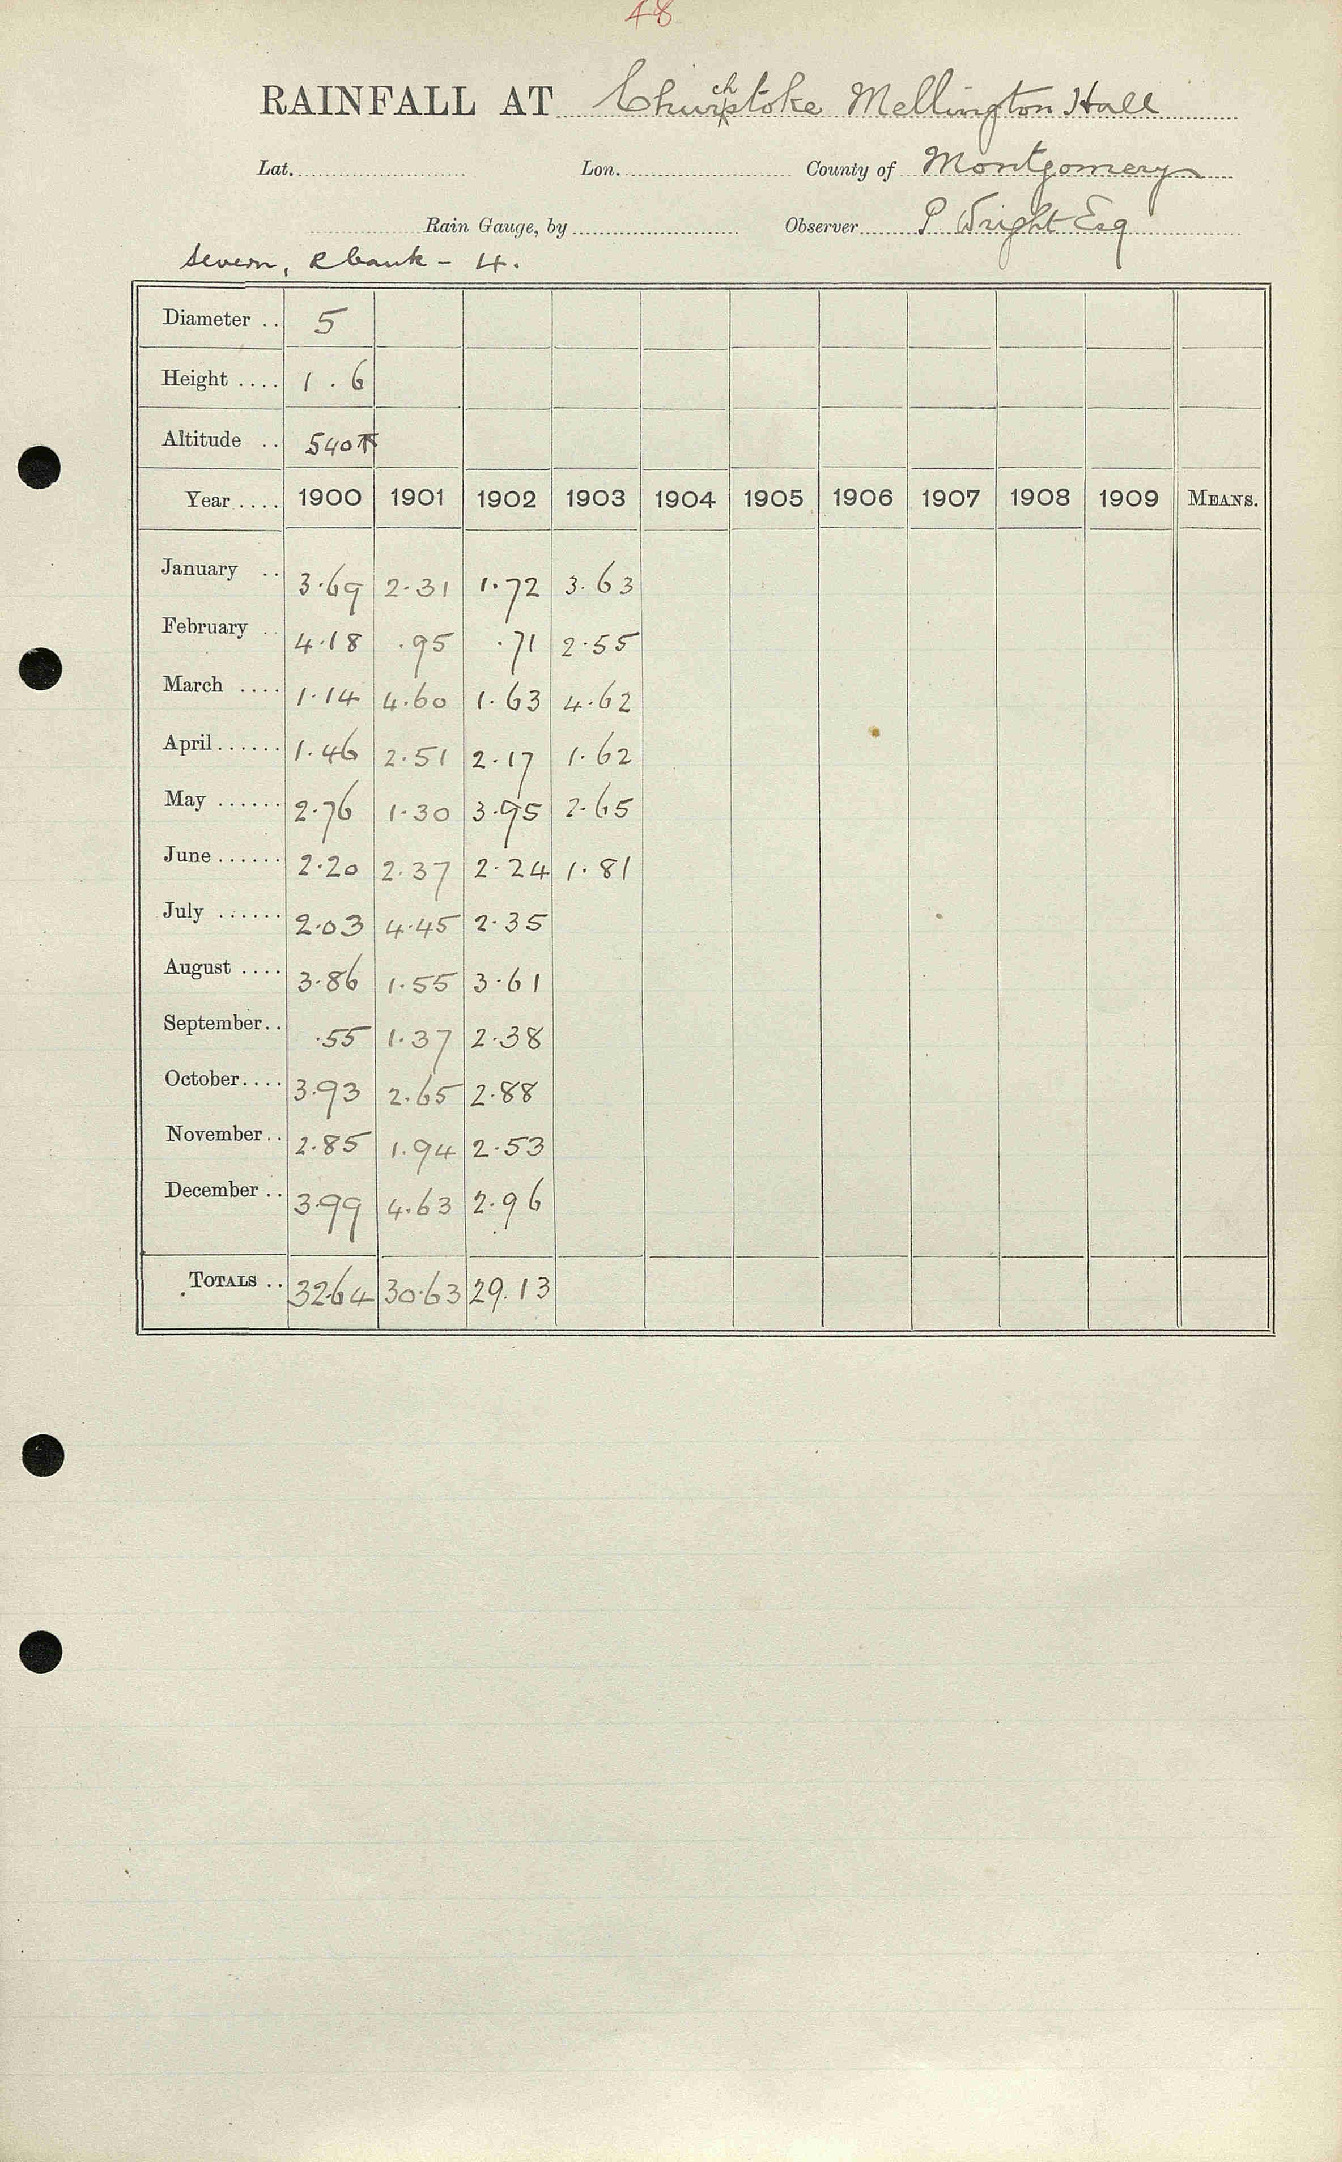 48
RAINFALL AT Churchstoke Mellington Hall
Lat. Lon. County of Montgomery
Rain Gauge, by Observer P Wright Esq
Severn, R bank - 4.
Diameter .. 5
Height .... 1 . 6
Altitude .. 540 ft
Year .... 1900 1901 1902 1903 1904 1905 1906 1907 1908 1909 MEANS.
January .. 3.69 2.31 1.72 3.63
February .. 4.18 .95 .71 2.55
March .... 1.14 4.60 1.63 4.62
April...... 1.46 2.51 2.17 1.62
May ...... 2.76 1.30 3.95 2.65
June...... 2.20 2.37 2.24 1.81
July ...... 2.03 4.45 2.35
August .... 3.86 1.55 3.61
September.. .55 1.37 2.38
October.... 3.93 2.65 2.88
November.. 2.85 1.94 2.53
December .. 3.99 4.63 2.96
TOTALS .. 32.64 30.63 29.13